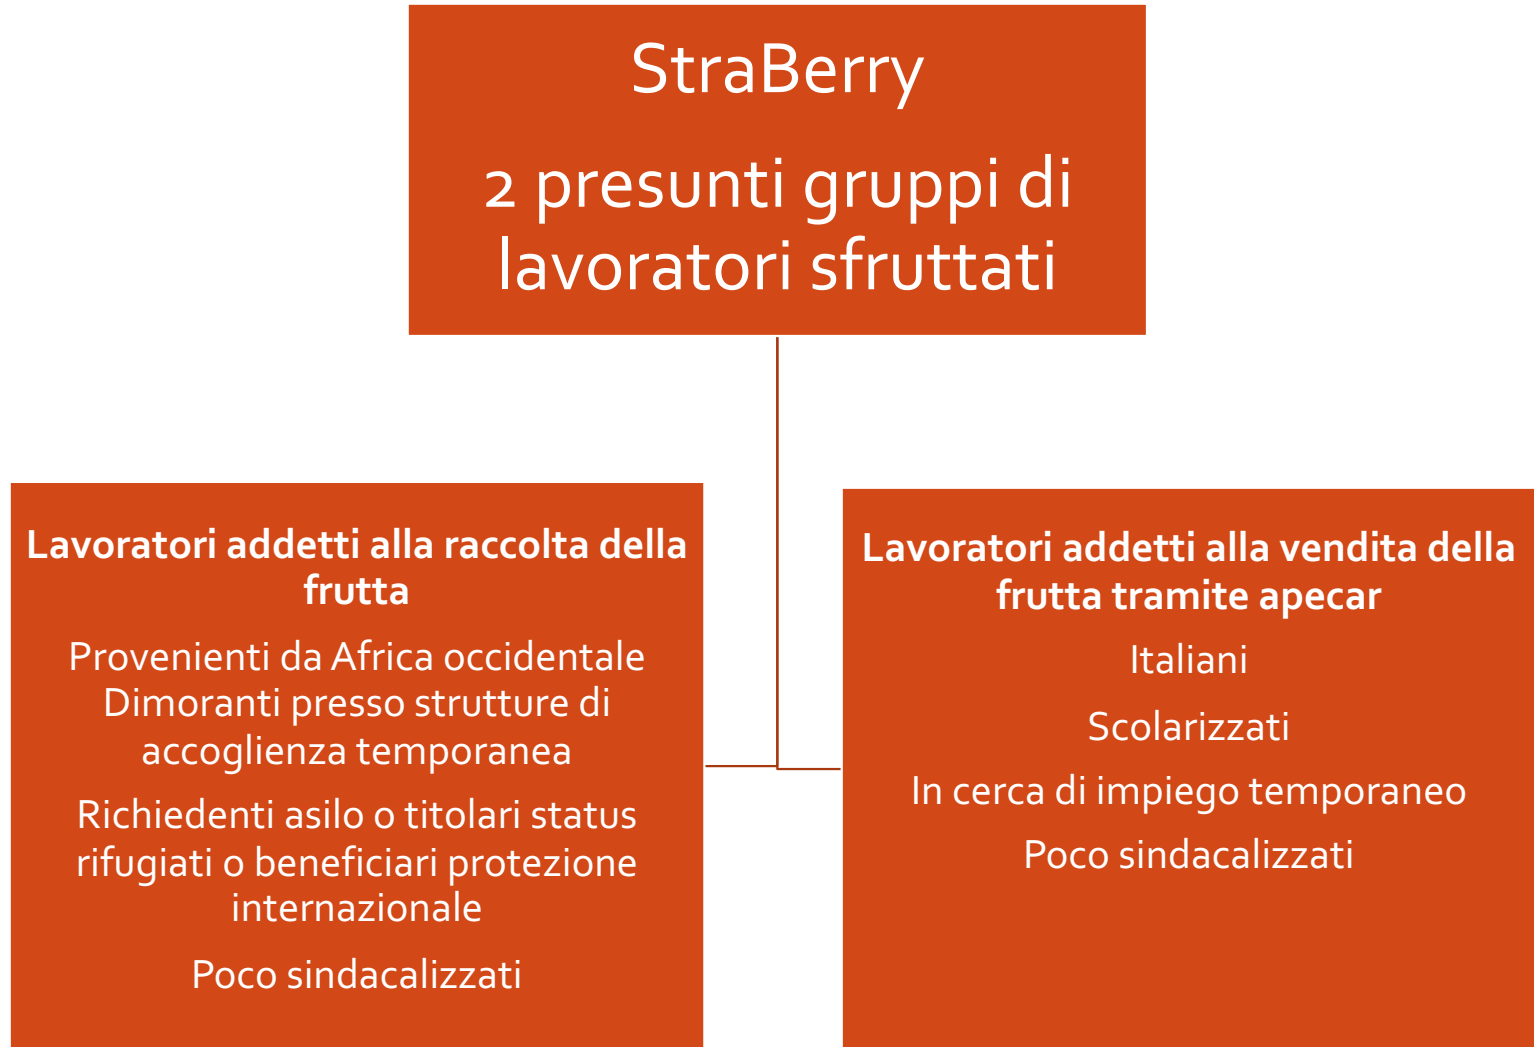 StraBerry
2 presunti gruppi di
lavoratori sfruttati
Lavoratori addetti alla raccolta della
frutta
Provenienti da Africa occidentale
Dimoranti presso strutture di
accoglienza temporanea
Richiedenti asilo o titolari status
rifugiati o beneficiari protezione
internazionale
Poco sindacalizzati
Lavoratori addetti alla vendita della
frutta tramite apecar
Italiani
Scolarizzati
In cerca di impiego temporaneo
Poco sindacalizzati